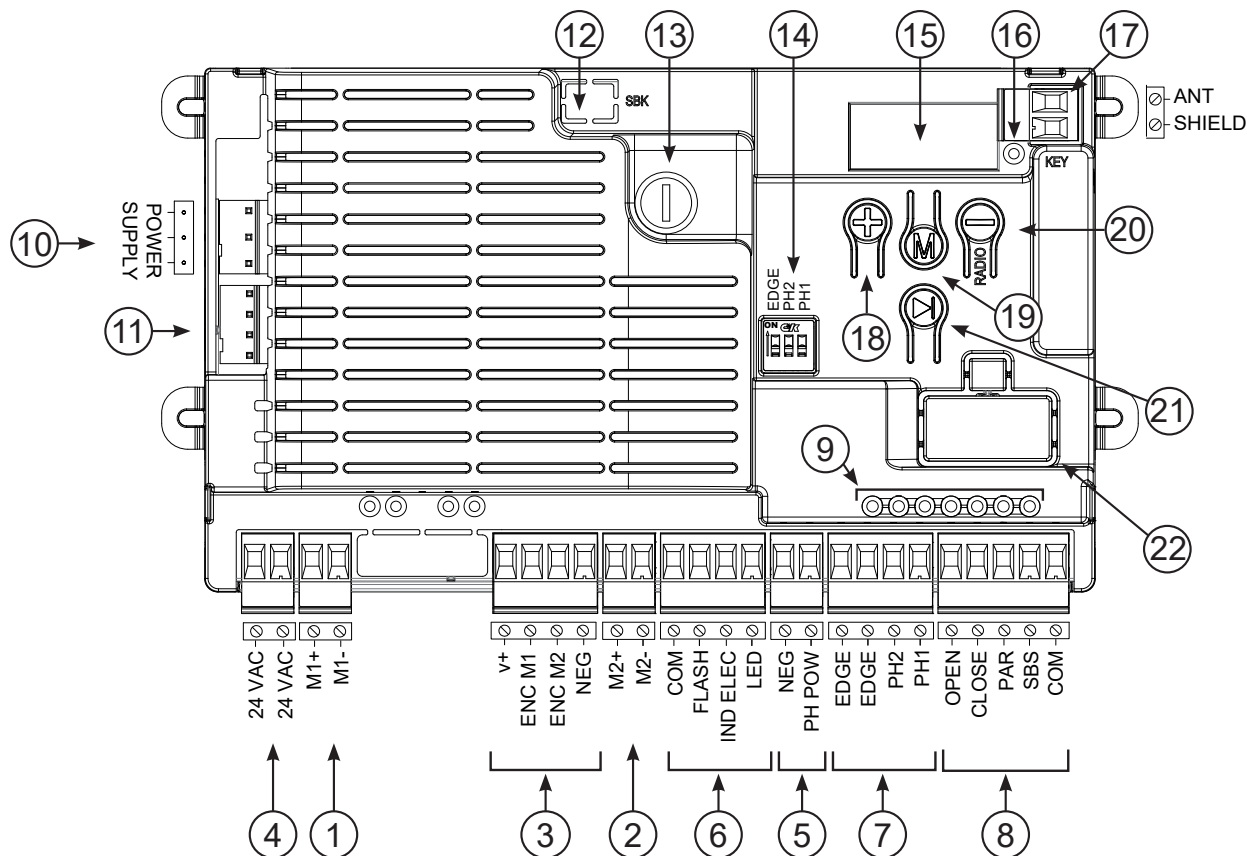 12
13
14
15
16
17
SBK
ANT
SHIELD
KEY
10
POWER
SUPPLY
20
M
RADIO
EDGE
PH2
PH1
ON
11
18
19
21
9
22
24 VAC
24 VAC
M1+
M1-
v+
ENC M1
ENC M2
NEG
M2+
M2-
COM
FLASH
IND ELEC
LED
NEG
PH POW
EDGE
EDGE
PH2
PH1
OPEN
CLOSE
PAR
SBS
COM
4
1
3
2
6
5
7
8